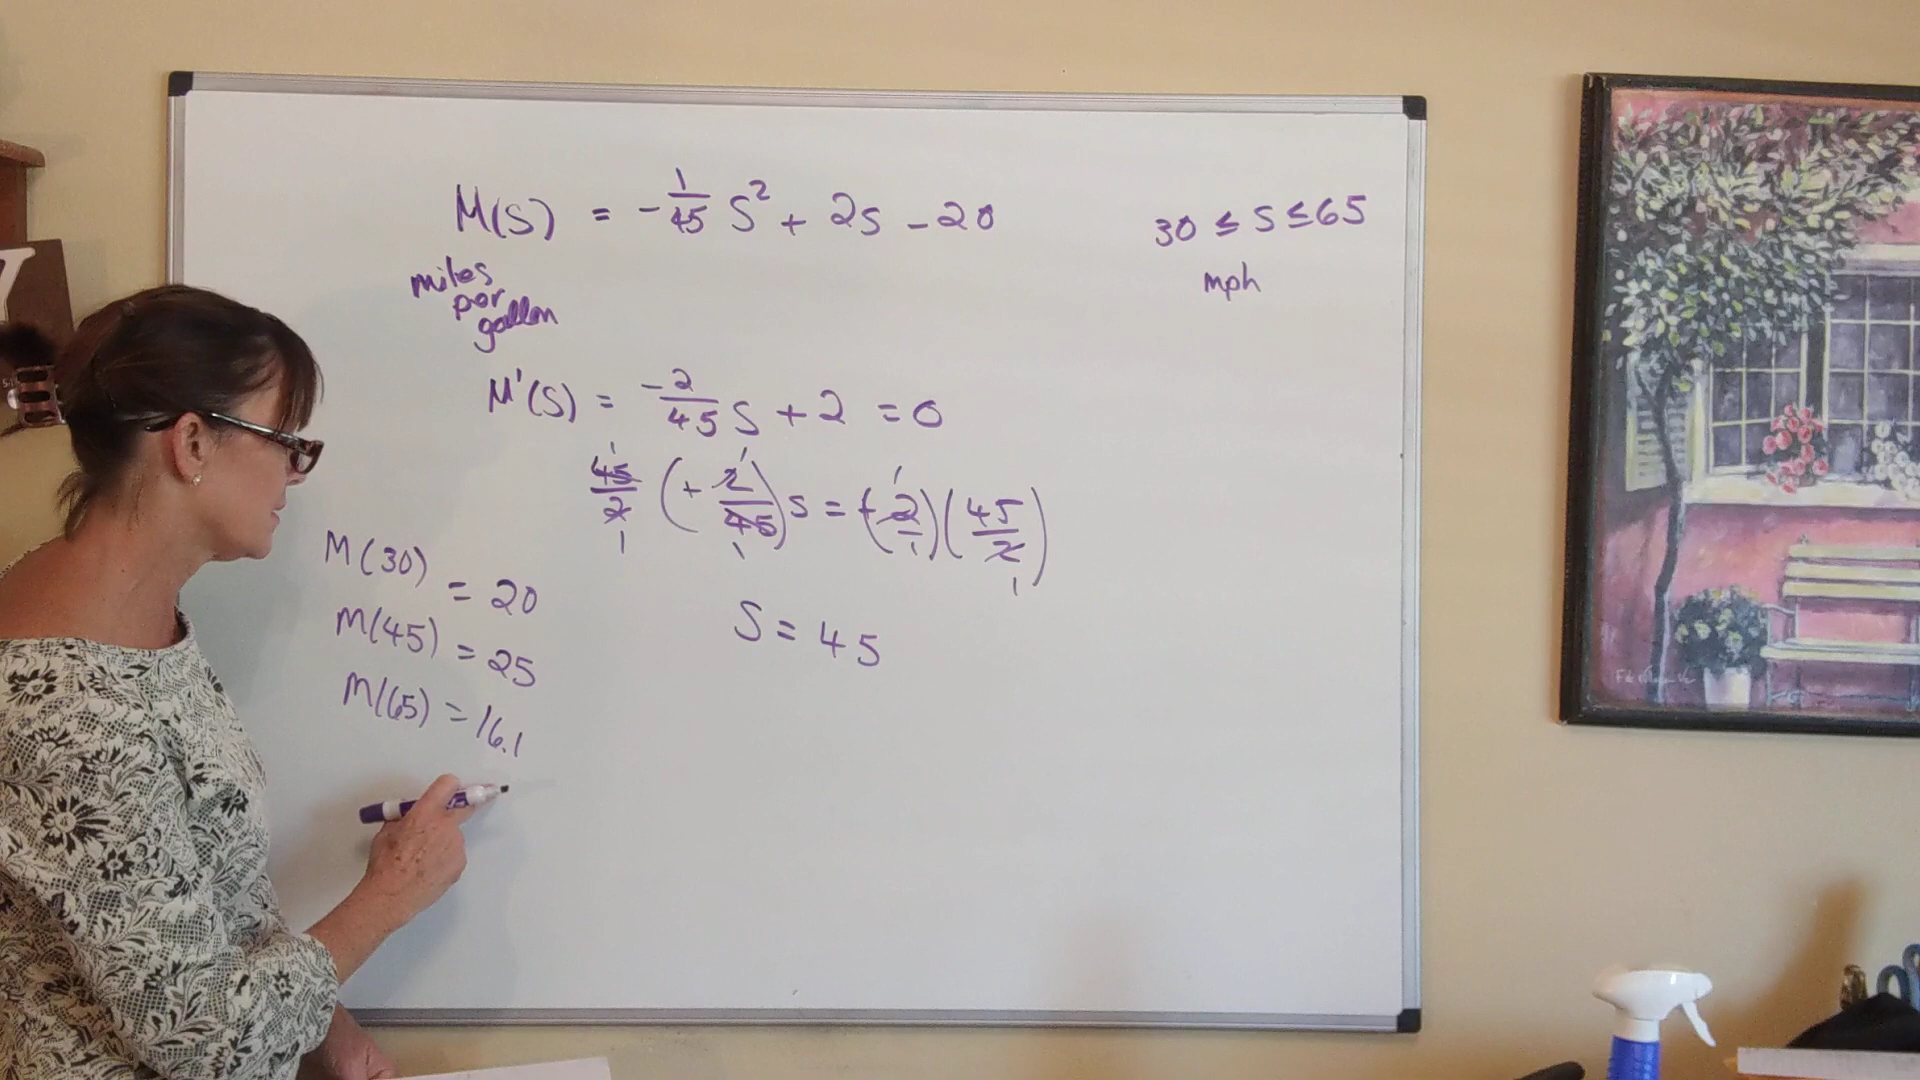 M(S) = -1/45 S² + 2s - 20
30 ≤ S ≤ 65
miles
per
gallon
mph
M'(S) = -2/45 S + 2 = 0
45/2 (+ 2/45) s = (+2/1)(45/2)
M(30) = 20
M(45) = 25
M(65) = 16.1
S = 45